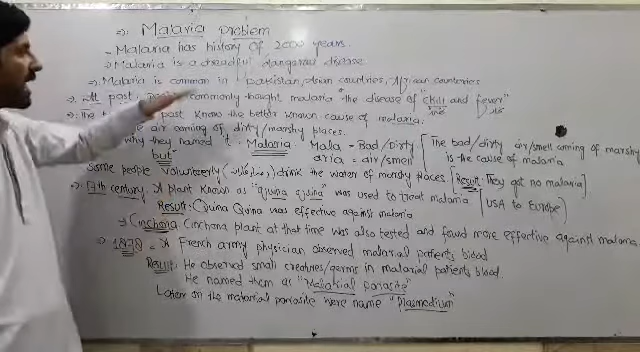 ⇒ Malaria problem
→ Malaria has history of 2000 years.
→ Malaria is a dreadful dangerous disease
→ Malaria is common in Pakistan, Asian countries, African countries
→ past commonly thought malaria the disease of "chill and fever"
→ The past know the better known cause of malaria.
air coming of dirty/marshy places.
why they named it. Malaria Mala = Bad/Dirty [The bad/dirty air/smell coming of marshy
but aria = air/smell is the cause of malaria
Some people volunteerly drink the water of marshy places [Result: They got no malaria]
→ 17th century. A plant known as "Quina Quina" was used to treat malaria [USA to Europe]
Result: Quina Quina was effective against malaria
→ Cinchona Cinchona plant at that time was also tested and found more effective against malaria
→ 1878 = A French army physician observed malarial patients blood
Result: He observed small creatures/germs in malarial patients blood.
He named them as "Malarial parasite"
Later on the malarial parasite were name "Plasmodium"